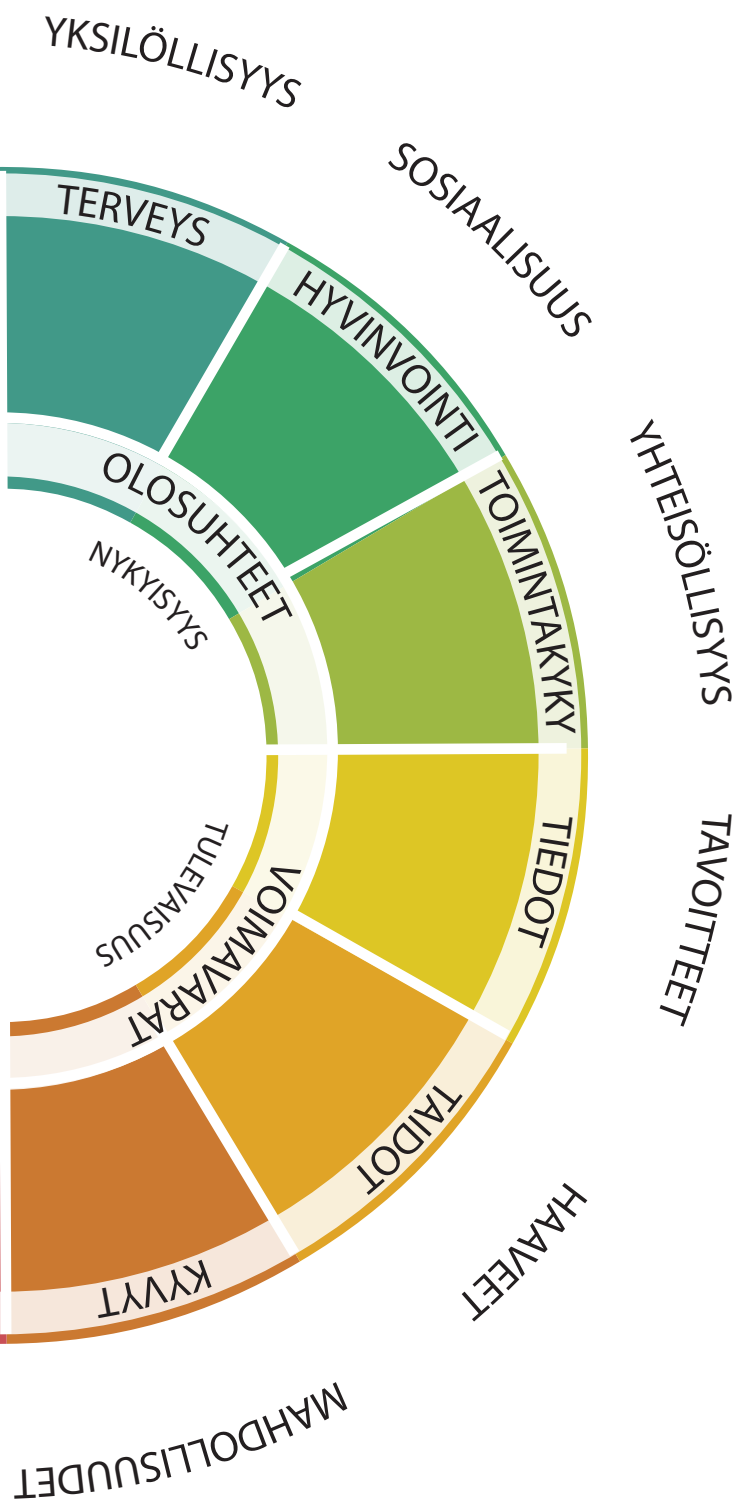 YKSILÖLLISYYS
SOSIAALISUUS
YHTEISÖLLISYYS
TAVOITTEET
HAAVEET
MAHDOLLISUUDET
TERVEYS
HYVINVOINTI
TOIMINTAKYKY
TIEDOT
TAIDOT
KYVYT
OLOSUHTEET
VOIMAVARAT
NYKYISYYS
TULEVAISUUS